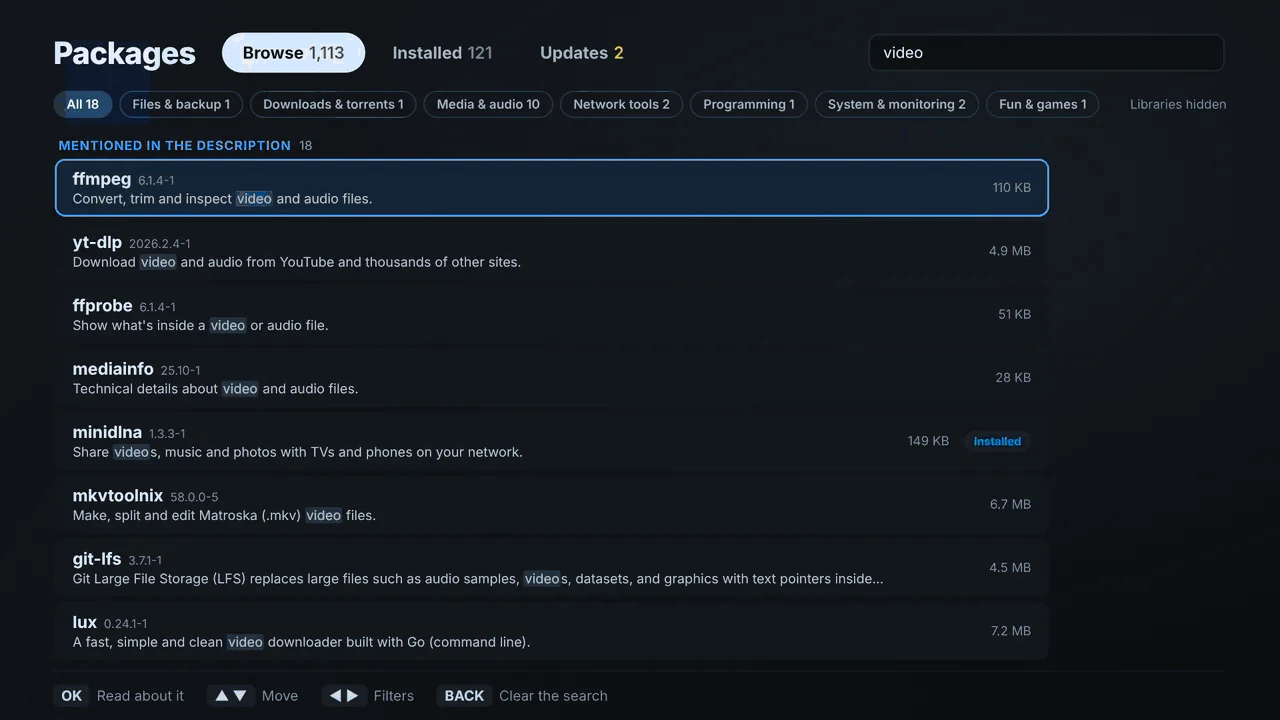 Packages Browse 1,113 Installed 121 Updates 2 video
All 18 Files & backup 1 Downloads & torrents 1 Media & audio 10 Network tools 2 Programming 1 System & monitoring 2 Fun & games 1 Libraries hidden
MENTIONED IN THE DESCRIPTION 18
ffmpeg 6.1.4-1
Convert, trim and inspect video and audio files.
110 KB
yt-dlp 2026.2.4-1
Download video and audio from YouTube and thousands of other sites.
4.9 MB
ffprobe 6.1.4-1
Show what's inside a video or audio file.
51 KB
mediainfo 25.10-1
Technical details about video and audio files.
28 KB
minidlna 1.3.3-1
Share videos, music and photos with TVs and phones on your network.
149 KB Installed
mkvtoolnix 58.0.0-5
Make, split and edit Matroska (.mkv) video files.
6.7 MB
git-lfs 3.7.1-1
Git Large File Storage (LFS) replaces large files such as audio samples, videos, datasets, and graphics with text pointers inside...
4.5 MB
lux 0.24.1-1
A fast, simple and clean video downloader built with Go (command line).
7.2 MB
OK Read about it ▲▼ Move ◀▶ Filters BACK Clear the search